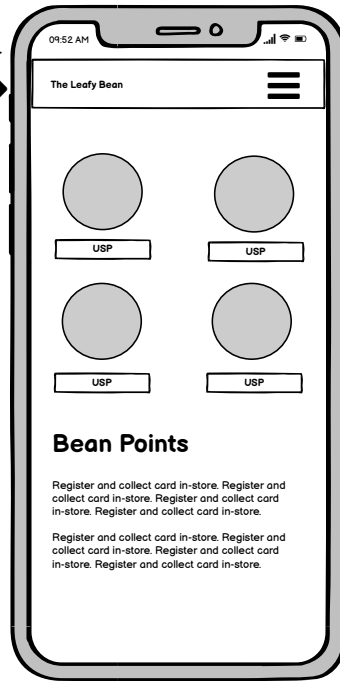 09:52 AM
The Leafy Bean
USP
USP
USP
USP
Bean Points
Register and collect card in-store. Register and
collect card in-store. Register and collect card
in-store. Register and collect card in-store.
Register and collect card in-store. Register and
collect card in-store. Register and collect card
in-store. Register and collect card in-store.